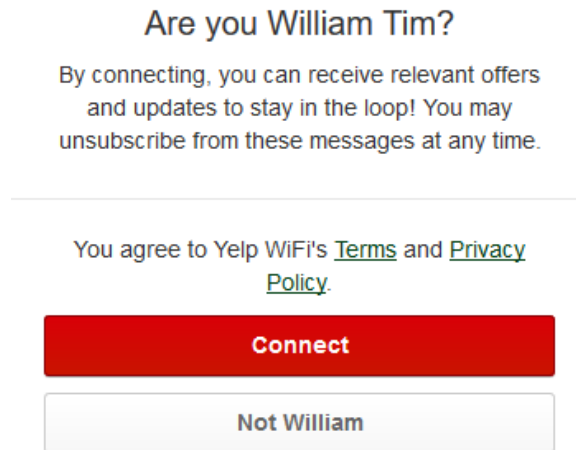 Are you William Tim?
By connecting, you can receive relevant offers
and updates to stay in the loop! You may
unsubscribe from these messages at any time.
You agree to Yelp WiFi's Terms and Privacy
Policy.
Connect
Not William